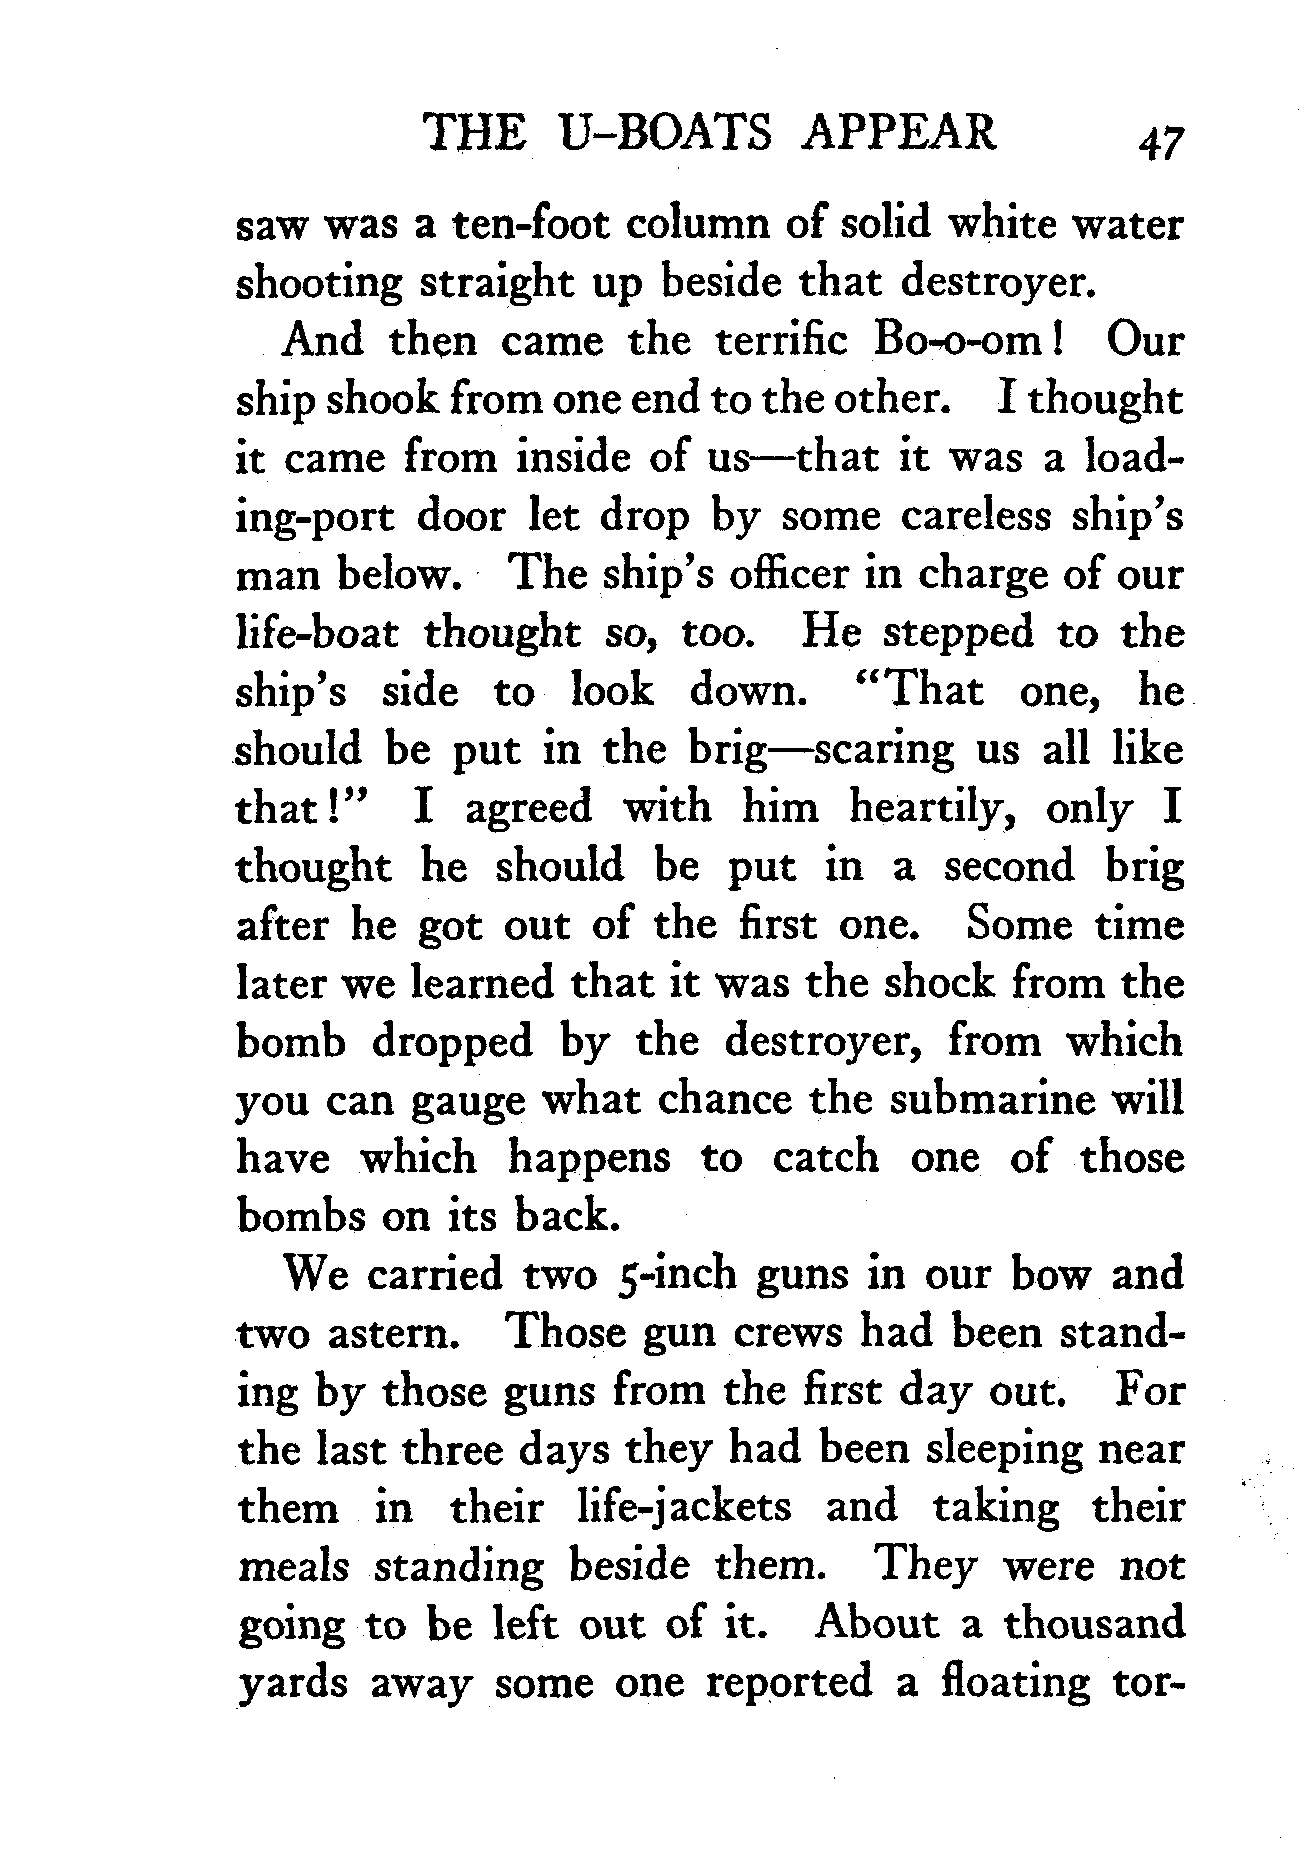 THE U-BOATS APPEAR 47
saw was a ten-foot column of solid white water
shooting straight up beside that destroyer.
And then came the terrific Bo-o-om! Our
ship shook from one end to the other. I thought
it came from inside of us—that it was a load-
ing-port door let drop by some careless ship's
man below. The ship's officer in charge of our
life-boat thought so, too. He stepped to the
ship's side to look down. "That one, he
should be put in the brig—scaring us all like
that!" I agreed with him heartily, only I
thought he should be put in a second brig
after he got out of the first one. Some time
later we learned that it was the shock from the
bomb dropped by the destroyer, from which
you can gauge what chance the submarine will
have which happens to catch one of those
bombs on its back.
We carried two 5-inch guns in our bow and
two astern. Those gun crews had been stand-
ing by those guns from the first day out. For
the last three days they had been sleeping near
them in their life-jackets and taking their
meals standing beside them. They were not
going to be left out of it. About a thousand
yards away some one reported a floating tor-